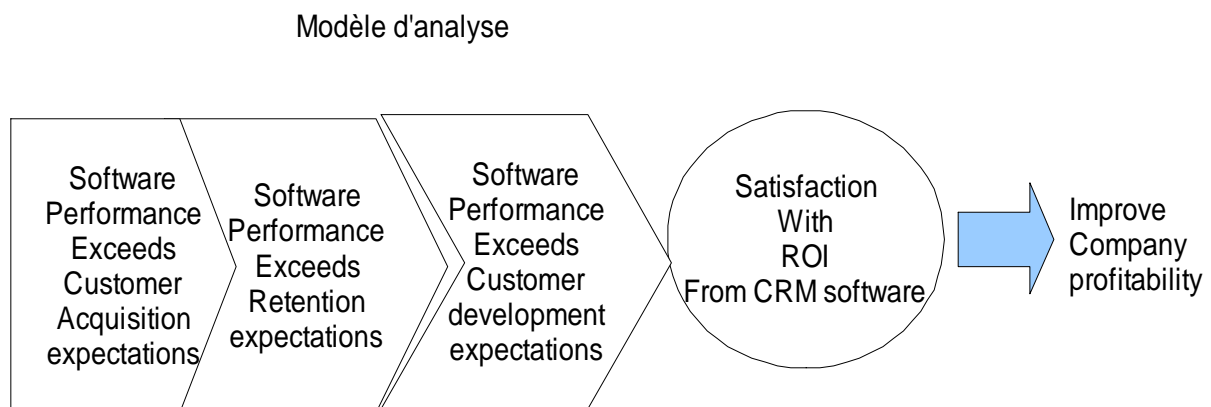 Modèle d'analyse
Software
Performance
Exceeds
Customer
Acquisition
expectations
Software
Performance
Exceeds
Retention
expectations
Software
Performance
Exceeds
Customer
development
expectations
Satisfaction
With
ROI
From CRM software
Improve
Company
profitability